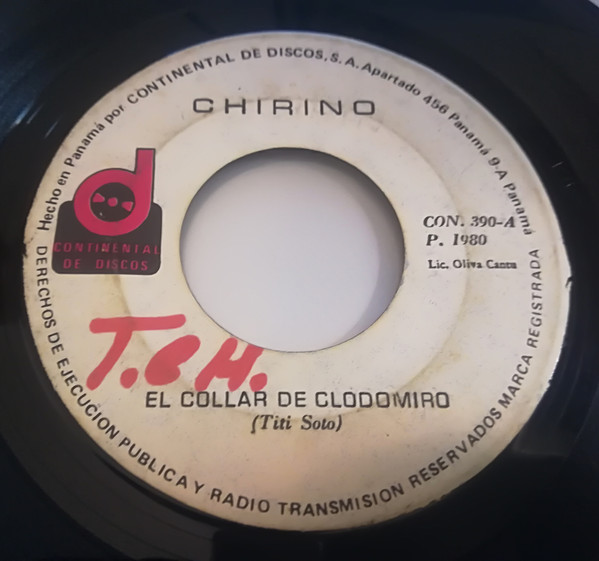 Hecho en Panamá por CONTINENTAL DE DISCOS, S.A. Apartado 456 Panamá 9-A Panamá
CHIRINO
d
CONTINENTAL
DE DISCOS
CON. 390-A
P. 1980
Lic. Oliva Cantu
T.CH.
EL COLLAR DE CLODOMIRO
(Titi Soto)
DERECHOS DE EJECUCION PUBLICA Y RADIO TRANSMISION RESERVADOS MARCA REGISTRADA